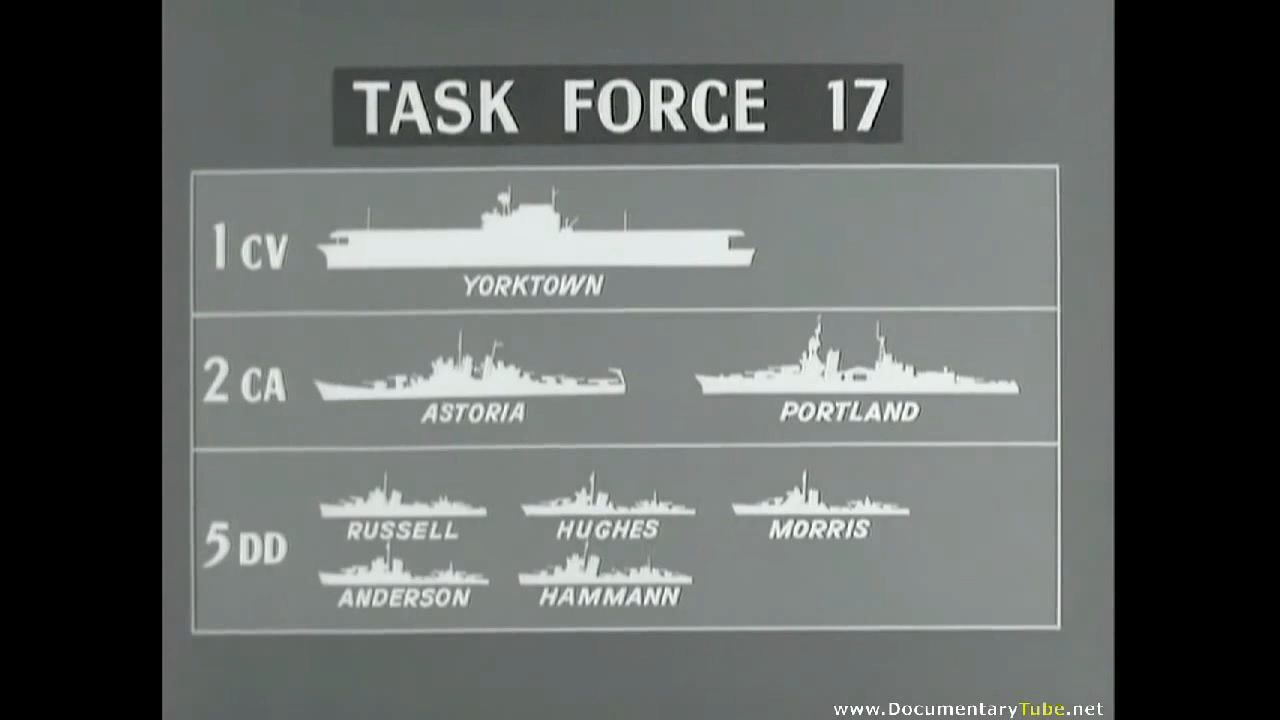 TASK FORCE 17
1 CV
YORKTOWN
2 CA
ASTORIA PORTLAND
5 DD
RUSSELL HUGHES MORRIS
ANDERSON HAMMANN
www.DocumentaryTube.net